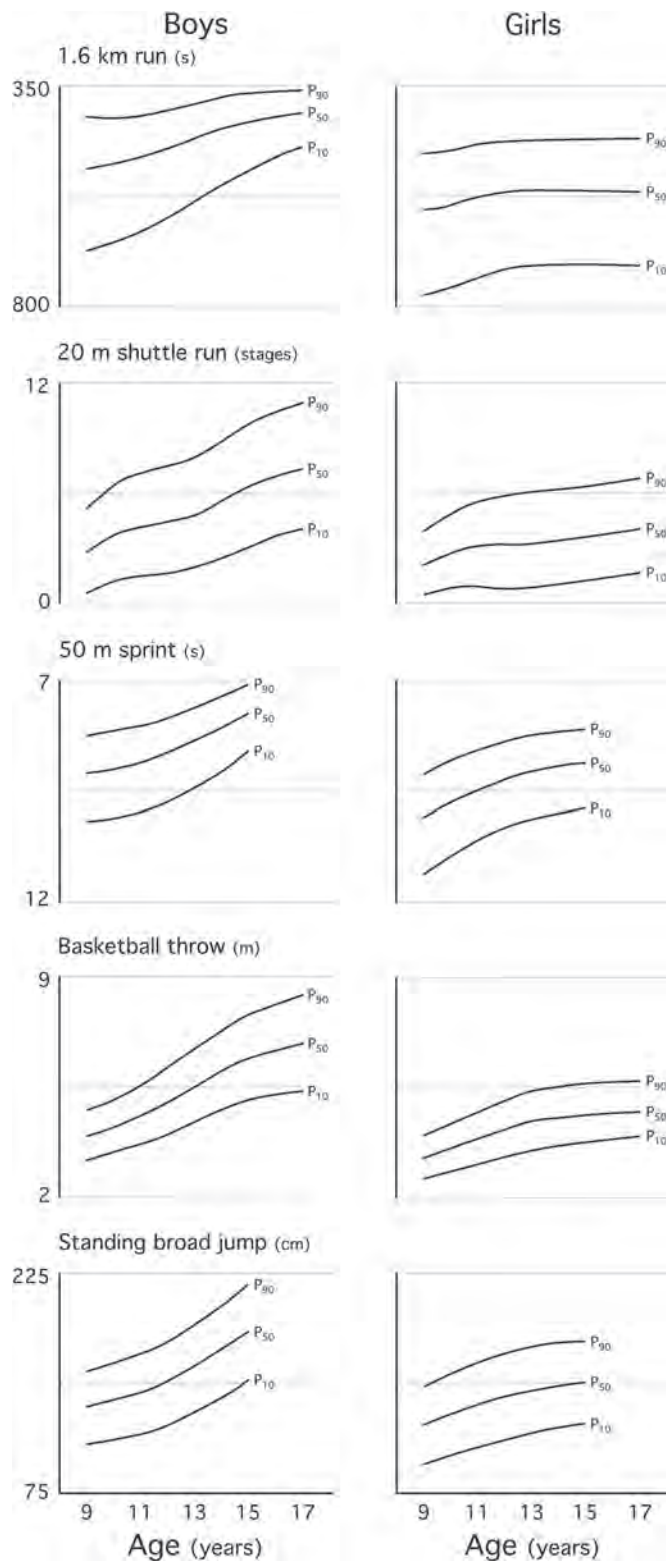 Boys Girls
1.6 km run (s)
350
P90 P90
P50
P50
P10
P10
800
20 m shuttle run (stages)
12
P90
P90
P50
P50
P10
P10
0
50 m sprint (s)
7
P90
P90
P50
P50
P10
P10
12
Basketball throw (m)
9
P90
P50
P90
P10
P50
P10
2
Standing broad jump (cm)
225
P90
P50
P90
P10
P50
P10
75
9 11 13 15 17 9 11 13 15 17
Age (years) Age (years)